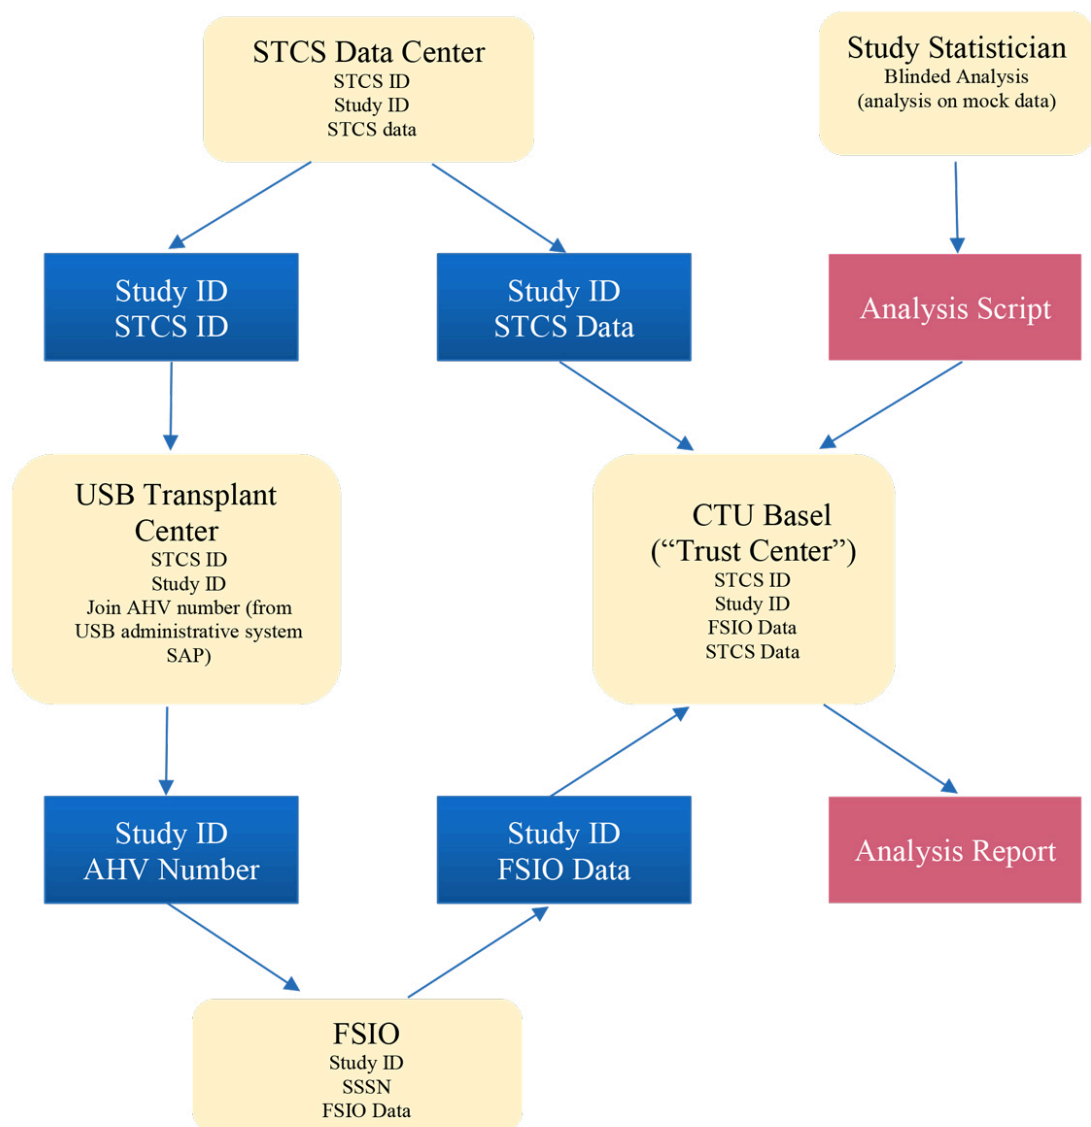 STCS Data Center
STCS ID
Study ID
STCS data
Study Statistician
Blinded Analysis
(analysis on mock data)
Study ID
STCS ID
Study ID
STCS Data
Analysis Script
USB Transplant
Center
STCS ID
Study ID
Join AHV number (from
USB administrative system
SAP)
CTU Basel
(“Trust Center”)
STCS ID
Study ID
FSIO Data
STCS Data
Study ID
AHV Number
Study ID
FSIO Data
Analysis Report
FSIO
Study ID
SSSN
FSIO Data